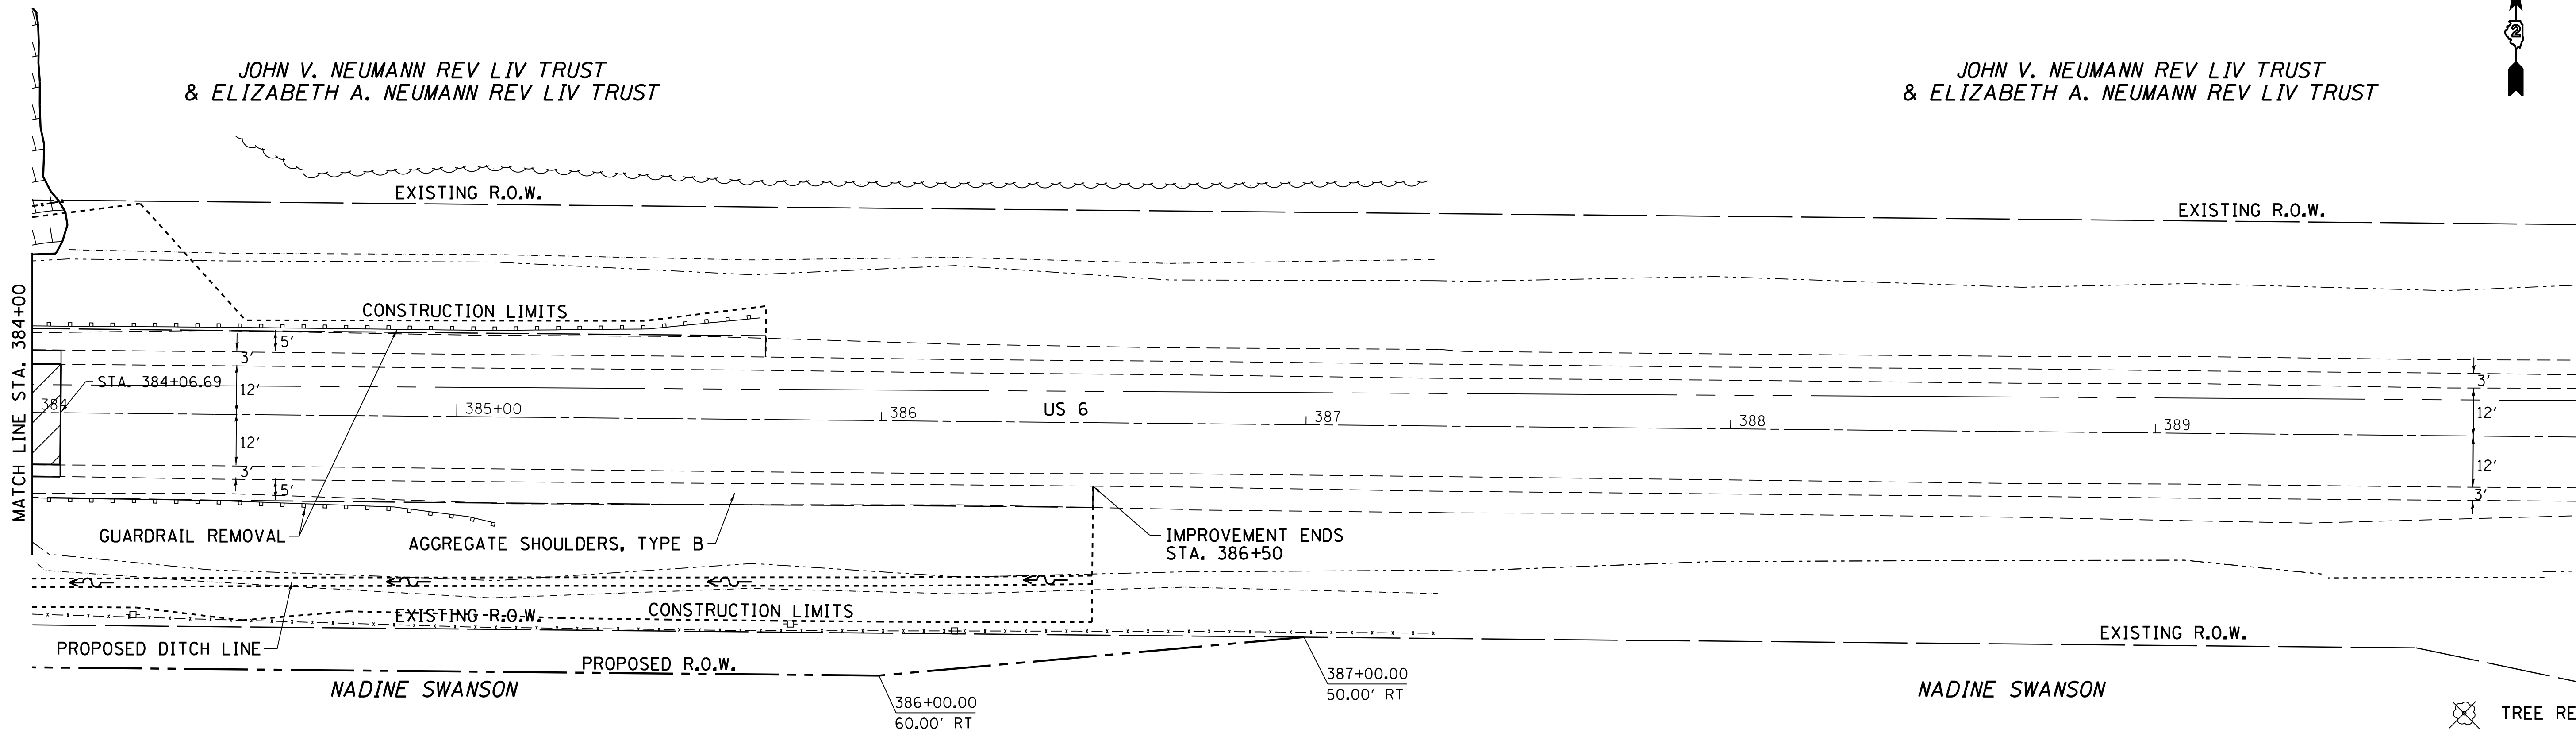 JOHN V. NEUMANN REV LIV TRUST
& ELIZABETH A. NEUMANN REV LIV TRUST
JOHN V. NEUMANN REV LIV TRUST
& ELIZABETH A. NEUMANN REV LIV TRUST
2
EXISTING R.O.W.
EXISTING R.O.W.
CONSTRUCTION LIMITS
MATCH LINE STA. 384+00
5'
3'
12'
12'
3'
5'
STA. 384+06.69
384
385+00
386
US 6
387
388
389
3'
12'
12'
3'
GUARDRAIL REMOVAL
AGGREGATE SHOULDERS, TYPE B
IMPROVEMENT ENDS
STA. 386+50
EXISTING R.O.W.
CONSTRUCTION LIMITS
EXISTING R.O.W.
PROPOSED DITCH LINE
PROPOSED R.O.W.
NADINE SWANSON
386+00.00
60.00' RT
387+00.00
50.00' RT
NADINE SWANSON
TREE RE